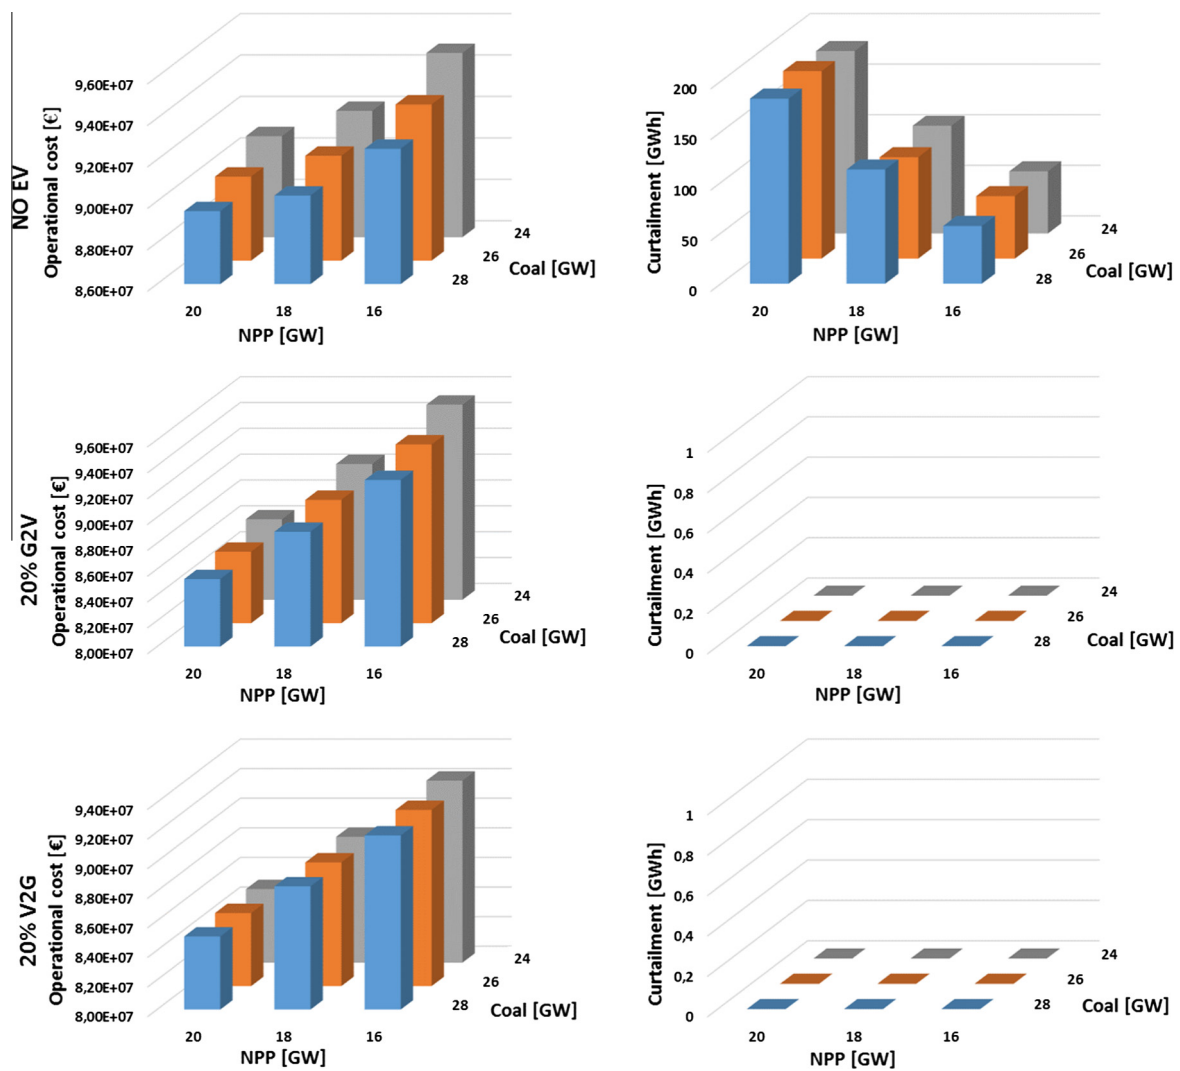 NO EV
Operational cost [€]
9,60E+07
9,40E+07
9,20E+07
9,00E+07
8,80E+07
8,60E+07
20
18
16
NPP [GW]
24
26
28
Coal [GW]
Curtailment [GWh]
200
150
100
50
0
20
18
16
NPP [GW]
24
26
28
Coal [GW]
20% G2V
Operational cost [€]
9,60E+07
9,40E+07
9,20E+07
9,00E+07
8,80E+07
8,60E+07
8,40E+07
8,20E+07
8,00E+07
20
18
16
NPP [GW]
24
26
28
Coal [GW]
Curtailment [GWh]
1
0,8
0,6
0,4
0,2
0
20
18
16
NPP [GW]
24
26
28
Coal [GW]
20% V2G
Operational cost [€]
9,40E+07
9,20E+07
9,00E+07
8,80E+07
8,60E+07
8,40E+07
8,20E+07
8,00E+07
20
18
16
NPP [GW]
24
26
28
Coal [GW]
Curtailment [GWh]
1
0,8
0,6
0,4
0,2
0
20
18
16
NPP [GW]
24
26
28
Coal [GW]